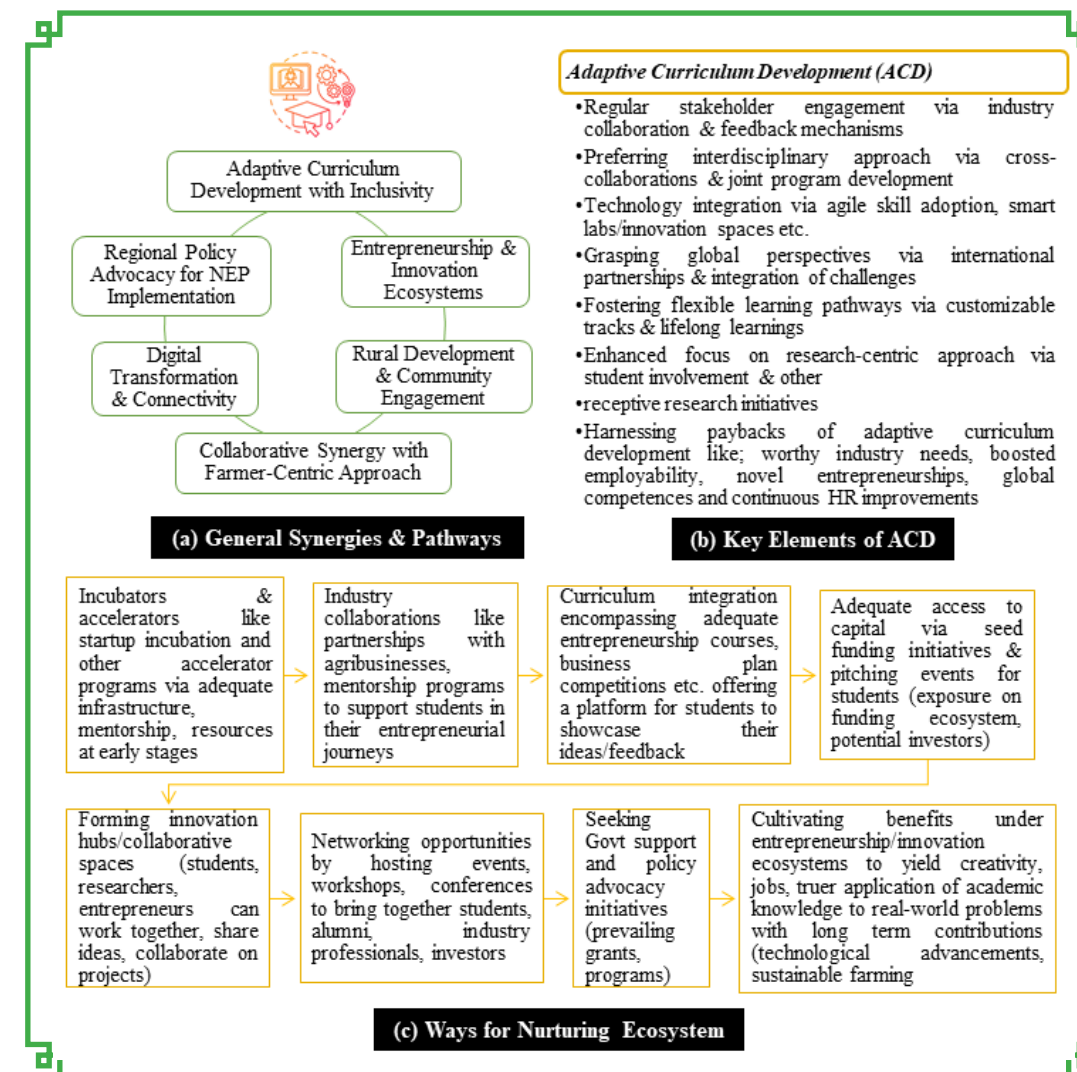 Adaptive Curriculum
Development with Inclusivity
Regional Policy
Advocacy for NEP
Implementation
Entrepreneurship &
Innovation
Ecosystems
Digital
Transformation
& Connectivity
Rural Development
& Community
Engagement
Collaborative Synergy with
Farmer-Centric Approach
(a) General Synergies & Pathways
Adaptive Curriculum Development (ACD)
•Regular stakeholder engagement via industry
collaboration & feedback mechanisms
•Preferring interdisciplinary approach via cross-
collaborations & joint program development
•Technology integration via agile skill adoption, smart
labs/innovation spaces etc.
•Grasping global perspectives via international
partnerships & integration of challenges
•Fostering flexible learning pathways via customizable
tracks & lifelong learnings
•Enhanced focus on research-centric approach via
student involvement & other
•receptive research initiatives
•Harnessing paybacks of adaptive curriculum
development like; worthy industry needs, boosted
employability, novel entrepreneurships, global
competences and continuous HR improvements
(b) Key Elements of ACD
Incubators &
accelerators like
startup incubation and
other accelerator
programs via adequate
infrastructure,
mentorship, resources
at early stages
Industry
collaborations like
partnerships with
agribusinesses,
mentorship programs
to support students in
their entrepreneurial
journeys
Curriculum integration
encompassing adequate
entrepreneurship courses,
business plan
competitions etc. offering
a platform for students to
showcase their
ideas/feedback
Adequate access to
capital via seed
funding initiatives &
pitching events for
students (exposure on
funding ecosystem,
potential investors)
Forming innovation
hubs/collaborative
spaces (students,
researchers,
entrepreneurs can
work together, share
ideas, collaborate on
projects)
Networking opportunities
by hosting events,
workshops, conferences
to bring together students,
alumni, industry
professionals, investors
Seeking
Govt support
and policy
advocacy
initiatives
(prevailing
grants,
programs)
Cultivating benefits under
entrepreneurship/innovation
ecosystems to yield creativity,
jobs, truer application of academic
knowledge to real-world problems
with long term contributions
(technological advancements,
sustainable farming
(c) Ways for Nurturing Ecosystem